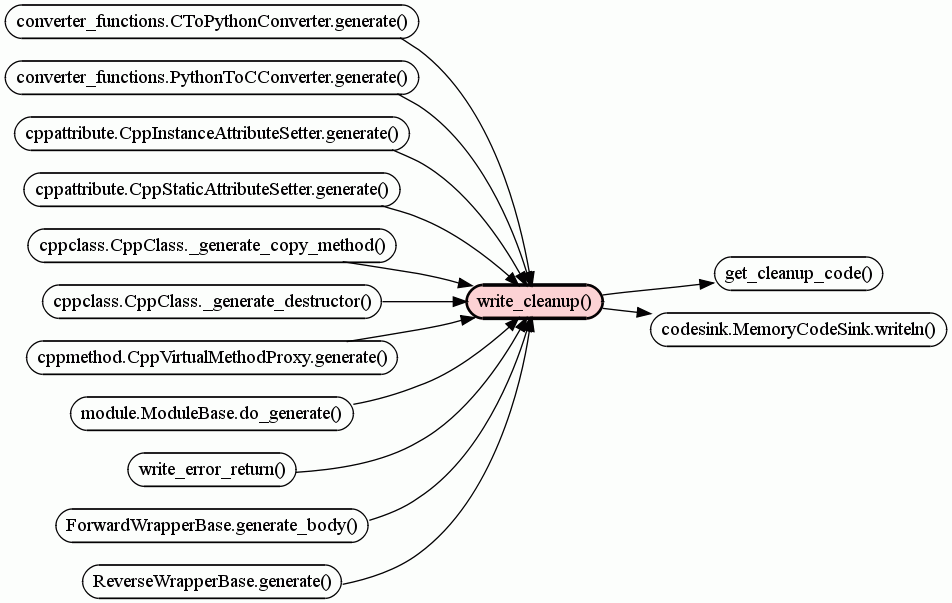 converter_functions.CToPythonConverter.generate()
converter_functions.PythonToCConverter.generate()
cppattribute.CppInstanceAttributeSetter.generate()
cppattribute.CppStaticAttributeSetter.generate()
cppclass.CppClass._generate_copy_method()
cppclass.CppClass._generate_destructor()
cppmethod.CppVirtualMethodProxy.generate()
module.ModuleBase.do_generate()
write_error_return()
ForwardWrapperBase.generate_body()
ReverseWrapperBase.generate()
write_cleanup()
get_cleanup_code()
codesink.MemoryCodeSink.writeln()